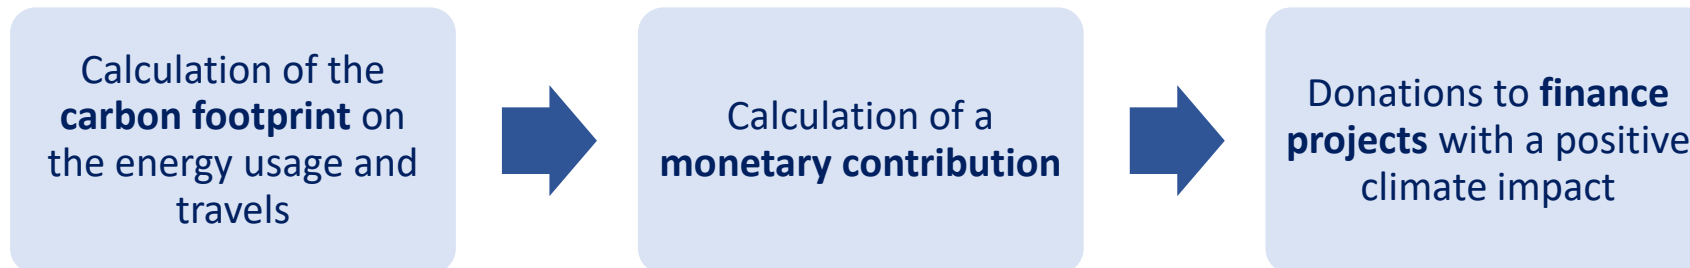 Calculation of the
carbon footprint on
the energy usage and
travels
Calculation of a
monetary contribution
Donations to finance
projects with a positive
climate impact